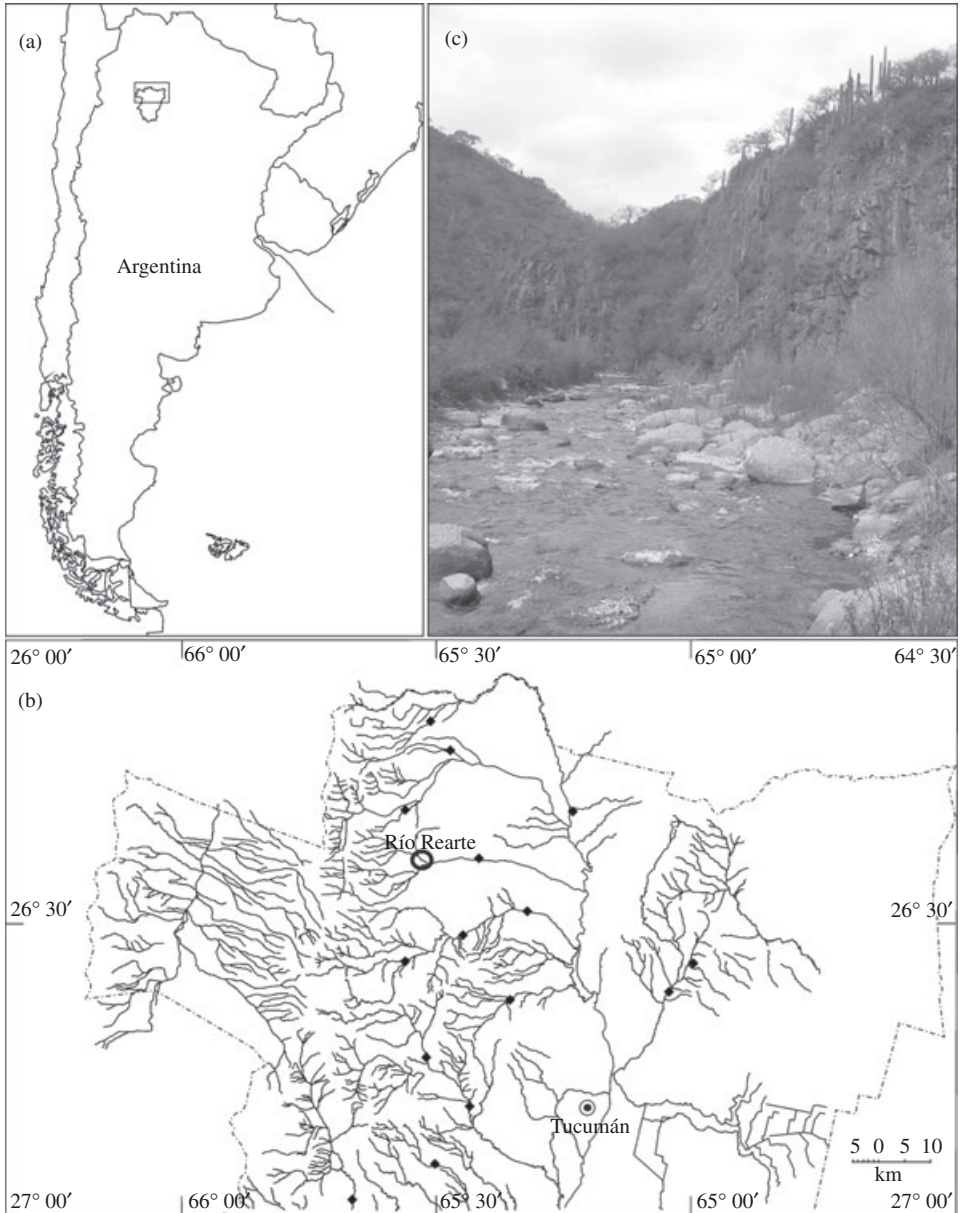 (a)
(c)
Argentina
26° 00′ 66° 00′ 65° 30′ 65° 00′ 64° 30′
(b)
Río Rearte
26° 30′ 26° 30′
Tucumán
5 0 10
km
27° 00′ 66° 00′ 65° 30′ 65° 00′ 27° 00′